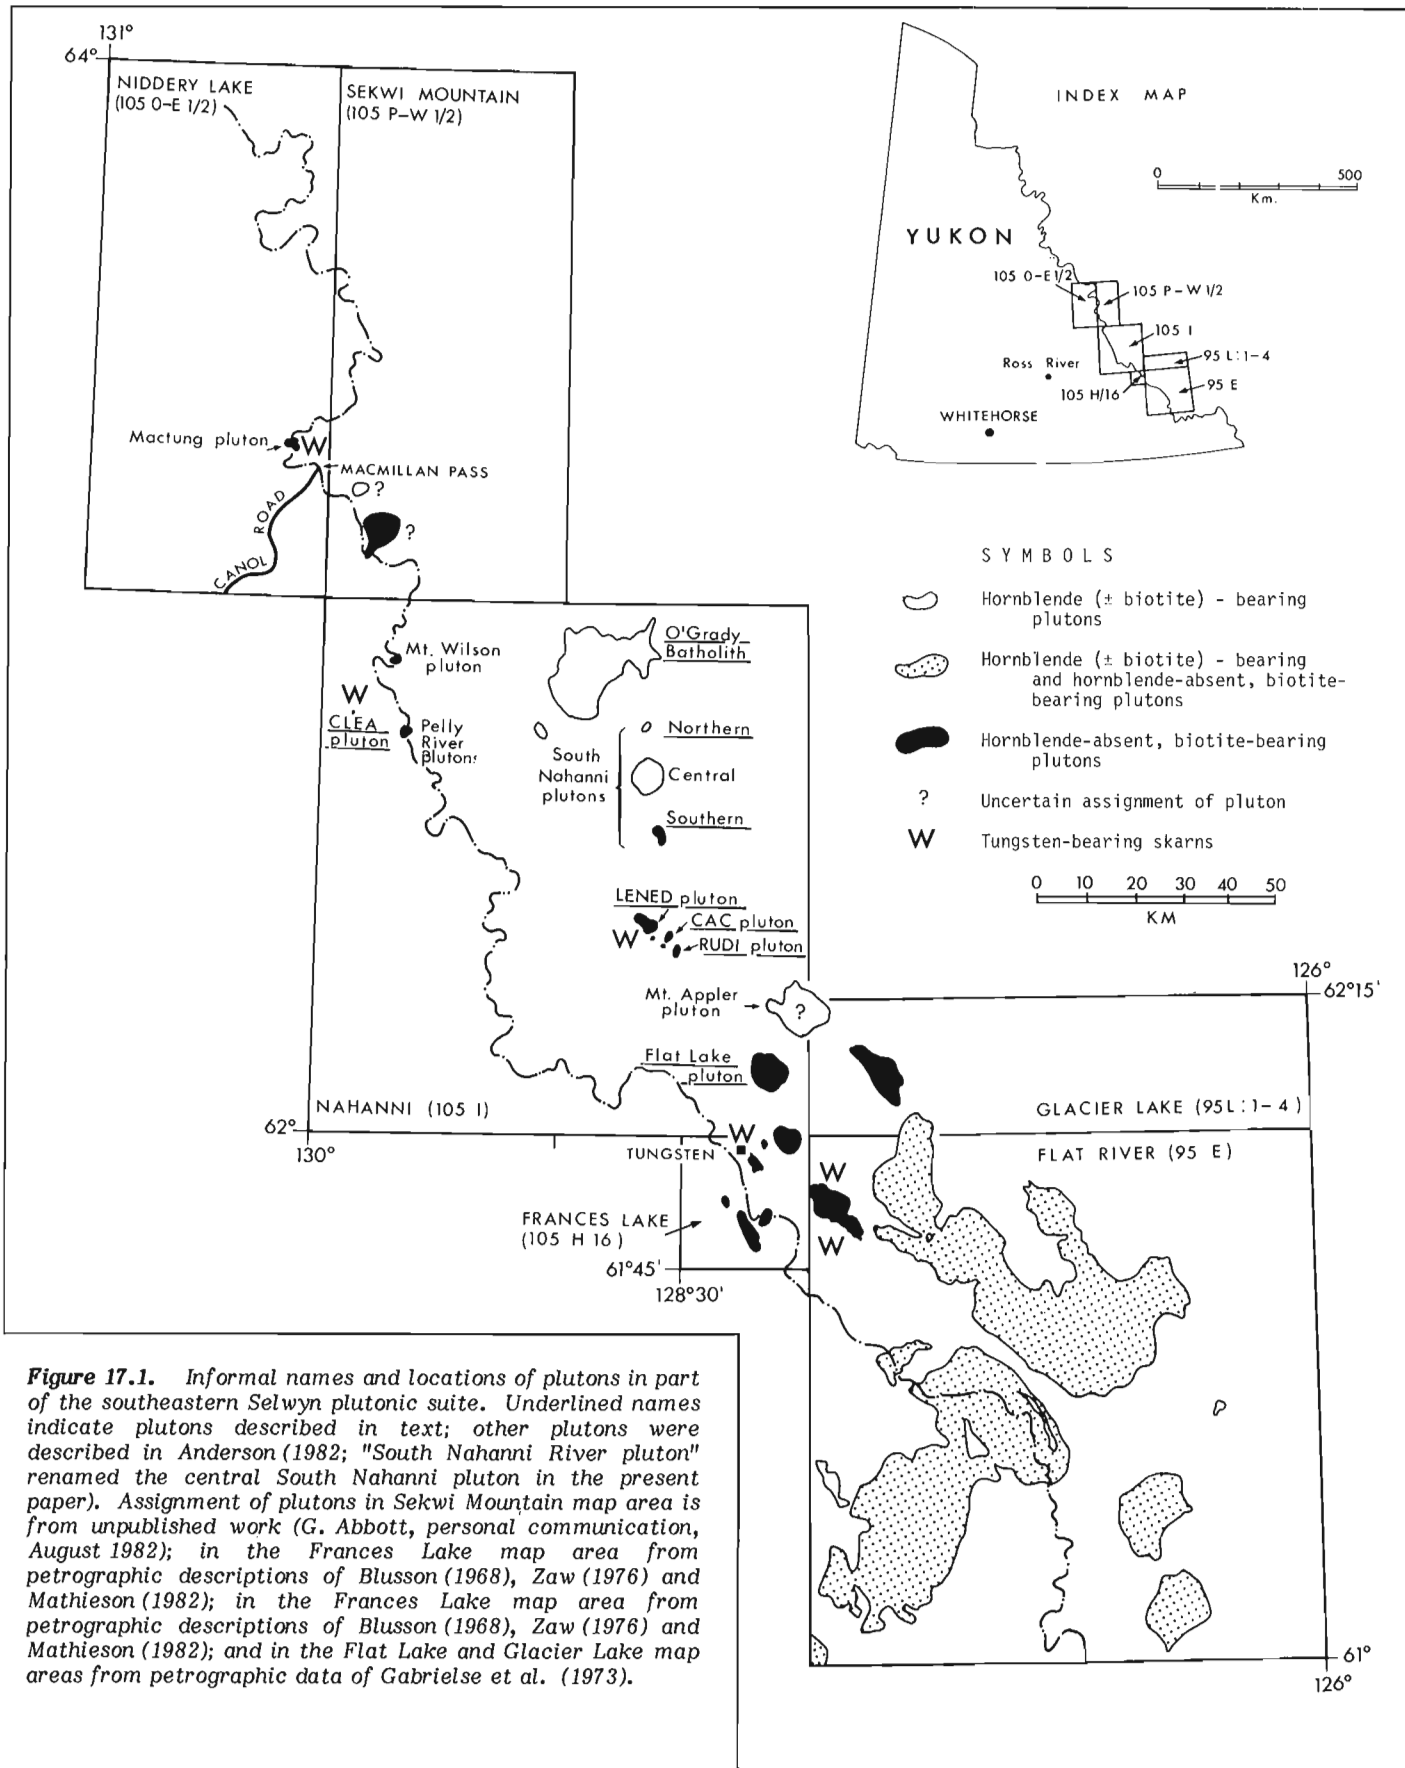 131°
64°
NIDDERY LAKE
(105 O-E 1/2)
SEKWI MOUNTAIN
(105 P-W 1/2)
INDEX MAP
0 500
Km.
YUKON
105 O-E 1/2
105 P-W 1/2
105 I
95 L:1-4
Ross River
105 H/16
95 E
WHITEHORSE
Mactung pluton
W
MACMILLAN PASS
?
ROAD
CANOL
?
SYMBOLS
Hornblende (± biotite) - bearing
plutons
Hornblende (± biotite) - bearing
and hornblende-absent, biotite-
bearing plutons
Hornblende-absent, biotite-bearing
plutons
? Uncertain assignment of pluton
W Tungsten-bearing skarns
0 10 20 30 40 50
KM
O'Grady
Batholith
Mt. Wilson
pluton
W
CLEA
pluton
Pelly
River
plutons
South
Nahanni
plutons
Northern
Central
Southern
LENED pluton
CAC pluton
W
RUDI pluton
Mt. Appler
pluton
?
126°
62°15'
Flat Lake
pluton
NAHANNI (105 I)
GLACIER LAKE (95L:1-4)
62°
130°
W
TUNGSTEN
FLAT RIVER (95 E)
W
FRANCES LAKE
(105 H 16)
W
61°45'
128°30'
61°
126°
Figure 17.1. Informal names and locations of plutons in part
of the southeastern Selwyn plutonic suite. Underlined names
indicate plutons described in text; other plutons were
described in Anderson (1982; "South Nahanni River pluton"
renamed the central South Nahanni pluton in the present
paper). Assignment of plutons in Sekwi Mountain map area is
from unpublished work (G. Abbott, personal communication,
August 1982); in the Frances Lake map area from
petrographic descriptions of Blusson (1968), Zaw (1976) and
Mathieson (1982); in the Frances Lake map area from
petrographic descriptions of Blusson (1968), Zaw (1976) and
Mathieson (1982); and in the Flat Lake and Glacier Lake map
areas from petrographic data of Gabrielse et al. (1973).